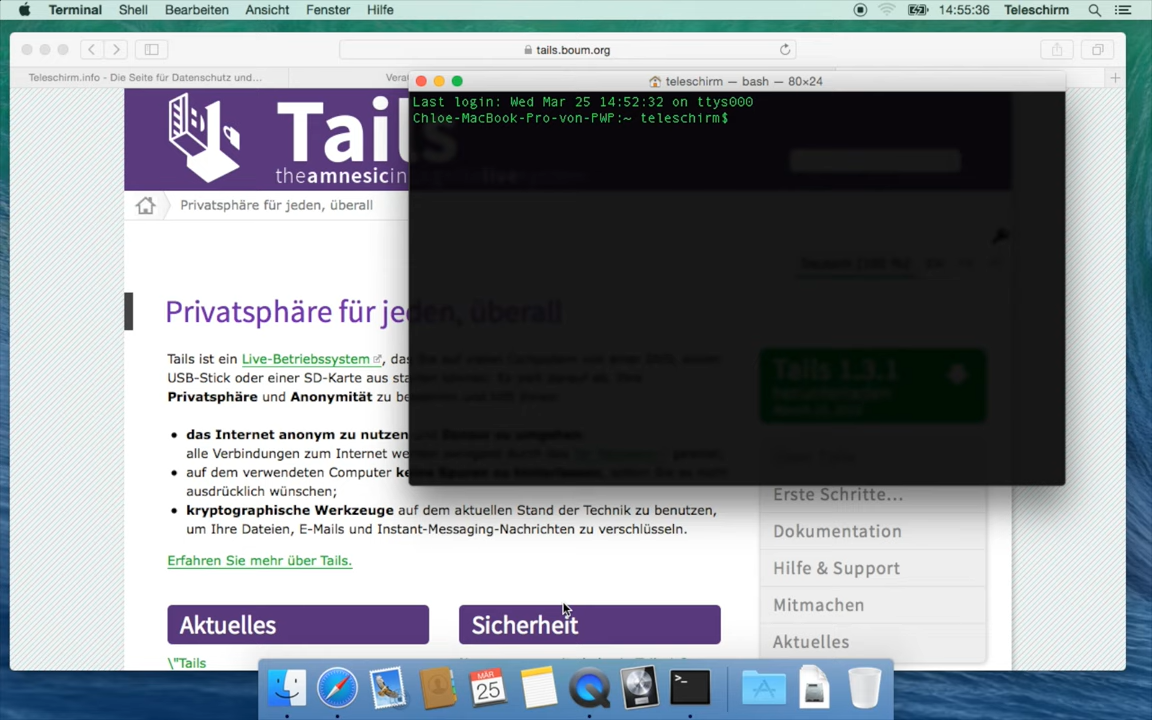 Terminal Shell Bearbeiten Ansicht Fenster Hilfe 14:55:36 Teleschirm
tails.boum.org
Teleschirm.info - Die Seite für Datenschutz und...
teleschirm — bash — 80×24
Last login: Wed Mar 25 14:52:32 on ttys000
Chloe-MacBook-Pro-von-PWP:~ teleschirm$
Tails
theamnesicin
Privatsphäre für jeden, überall
Privatsphäre für jeden, überall
Tails ist ein Live-Betriebssystem, das
USB-Stick oder einer SD-Karte aus
Privatsphäre und Anonymität zu
Tails 1.3.1
das Internet anonym zu nutzen
alle Verbindungen zum Internet
auf dem verwendeten Computer
ausdrücklich wünschen;
kryptographische Werkzeuge auf dem aktuellen Stand der Technik zu benutzen,
um Ihre Dateien, E-Mails und Instant-Messaging-Nachrichten zu verschlüsseln.
Erfahren Sie mehr über Tails.
Erste Schritte...
Dokumentation
Hilfe & Support
Mitmachen
Aktuelles
Aktuelles
Sicherheit
\"Tails
MÄR
25